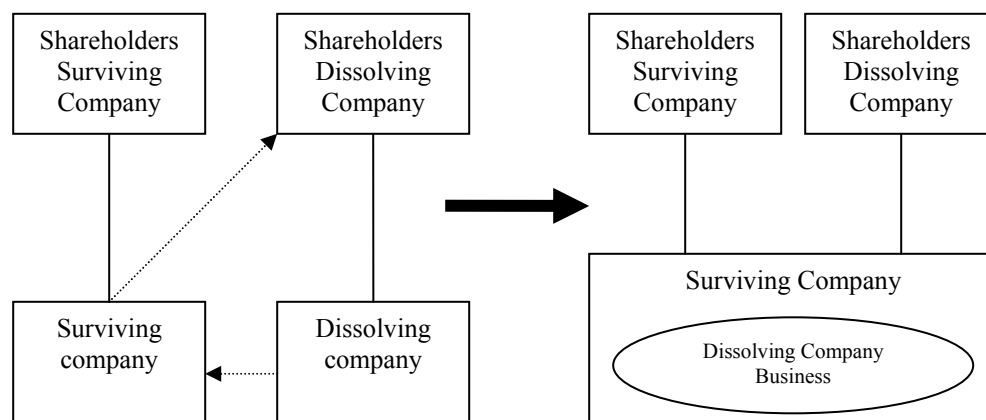 Shareholders
Surviving
Company
Shareholders
Dissolving
Company
Surviving
company
Dissolving
company
Shareholders
Surviving
Company
Shareholders
Dissolving
Company
Surviving Company
Dissolving Company
Business